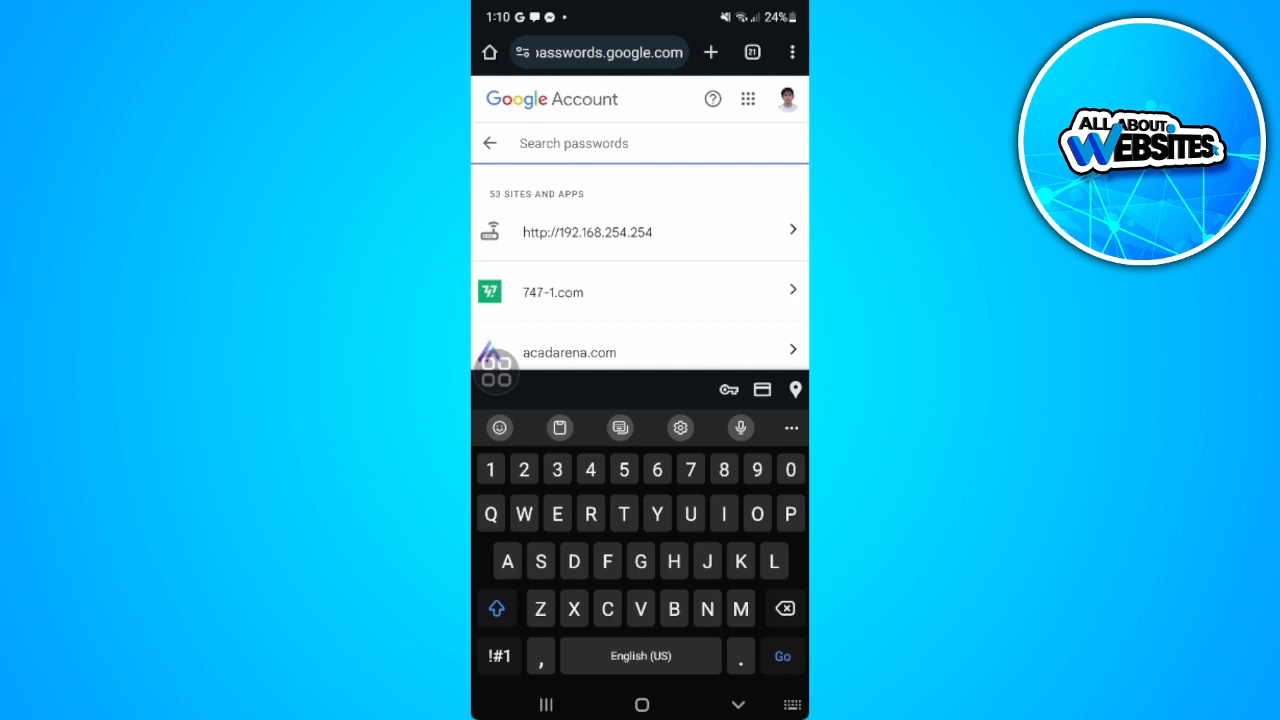 1:10
24%
passwords.google.com
21
Google Account
Search passwords
53 SITES AND APPS
http://192.168.254.254
747-1.com
acadarena.com
1 2 3 4 5 6 7 8 9 0
Q W E R T Y U I O P
A S D F G H J K L
Z X C V B N M
!#1 , English (US) . Go
ALL ABOUT
WEBSITES